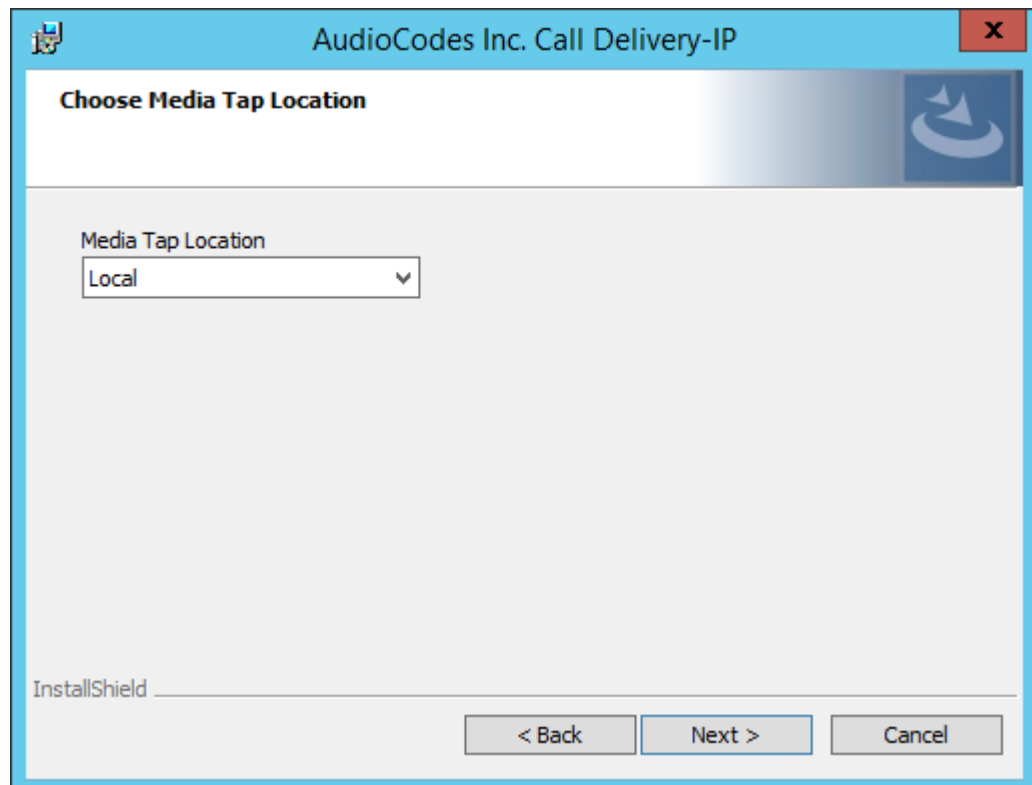 AudioCodes Inc. Call Delivery-IP
x
Choose Media Tap Location
Media Tap Location
Local
InstallShield
< Back Next > Cancel